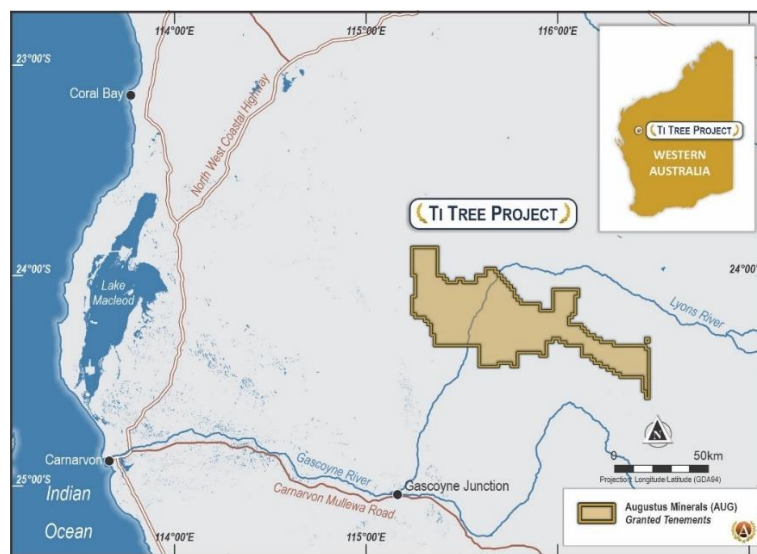 114°00'E
115°00'E
116°00'E
23°00'S
23°00'S
Coral Bay
North West Coastal Highway
TI TREE PROJECT
WESTERN
AUSTRALIA
TI TREE PROJECT
24°00'S
24°00'S
Lake
Macleod
Lyons River
Carnarvon
Gascoyne River
Carnarvon Mullewa Road
Gascoyne Junction
25°00'S
Indian
Ocean
N
0
50km
Projection: Longitude Latitude (GDA94)
Augustus Minerals (AUG)
Granted Tenements
A
114°00'E
115°00'E